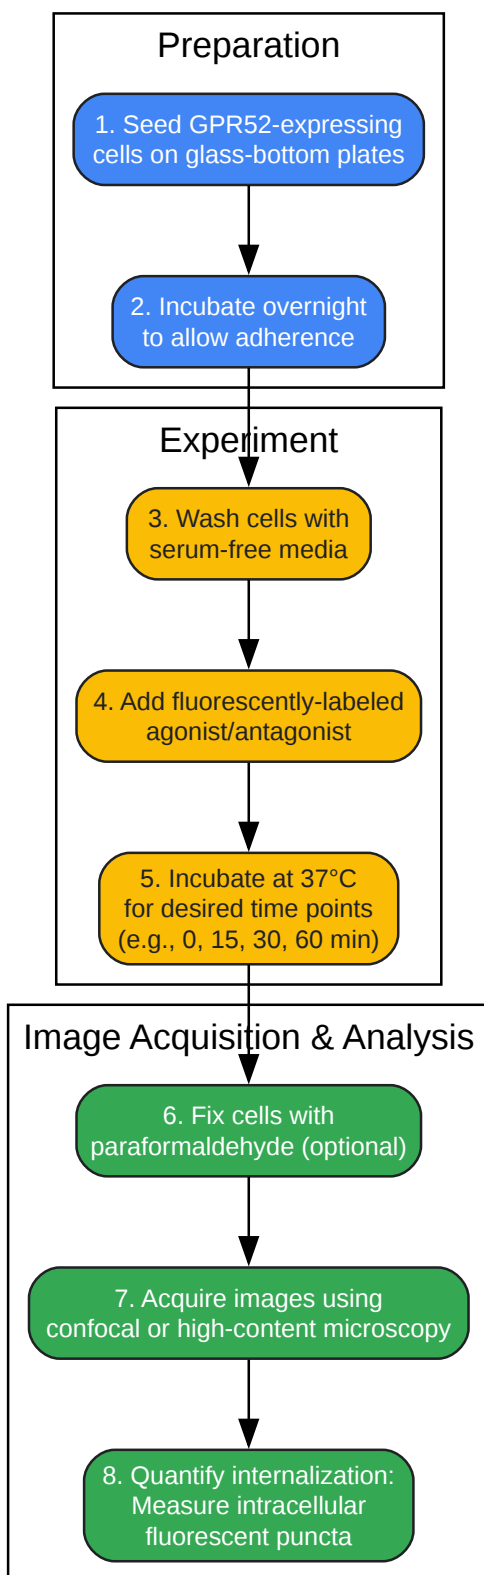 Preparation
1. Seed GPR52-expressing
cells on glass-bottom plates
2. Incubate overnight
to allow adherence
Experiment
3. Wash cells with
serum-free media
4. Add fluorescently-labeled
agonist/antagonist
5. Incubate at 37°C
for desired time points
(e.g., 0, 15, 30, 60 min)
Image Acquisition & Analysis
6. Fix cells with
paraformaldehyde (optional)
7. Acquire images using
confocal or high-content microscopy
8. Quantify internalization:
Measure intracellular
fluorescent puncta